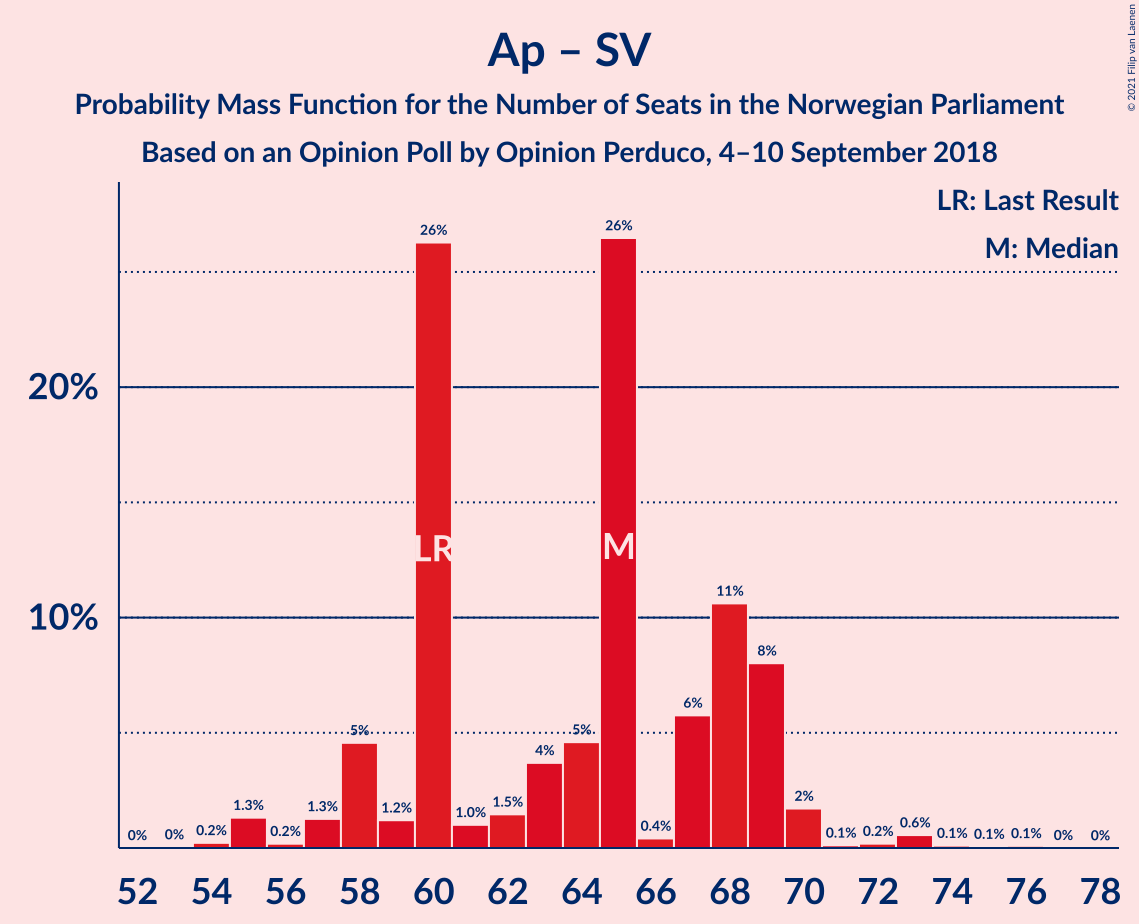 Ap – SV
Probability Mass Function for the Number of Seats in the Norwegian Parliament
Based on an Opinion Poll by Opinion Perduco, 4–10 September 2018
© 2021 Filip van Laenen
LR: Last Result
M: Median
20%
10%
0% 0% 0.2% 1.3% 0.2% 1.3% 5% 1.2% 26% 1.0% 1.5% 4% 5% 26% 0.4% 6% 11% 8% 2% 0.1% 0.2% 0.6% 0.1% 0.1% 0.1% 0% 0%
LR M
52 54 56 58 60 62 64 66 68 70 72 74 76 78